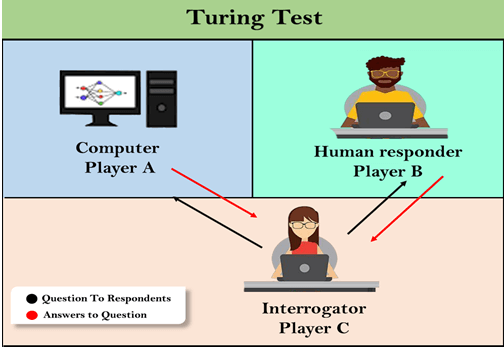 Turing Test
Computer
Player A
Human responder
Player B
Interrogator
Player C
Question To Respondents
Answers to Question